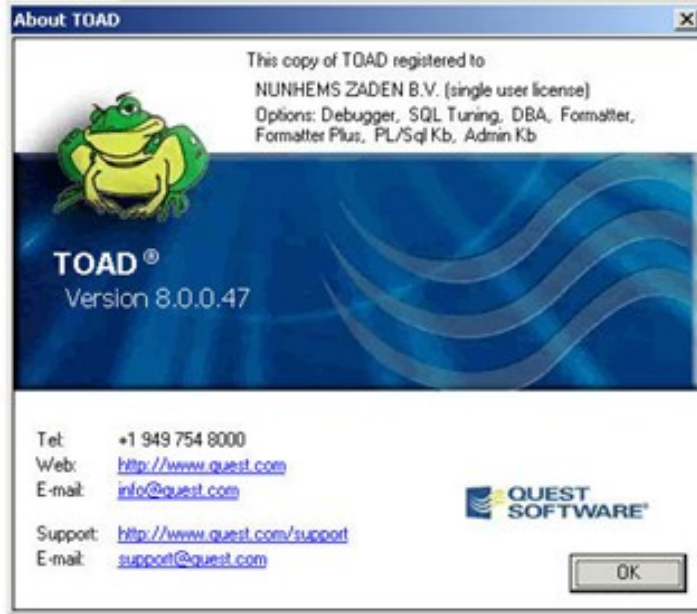 About TOAD
This copy of TOAD registered to
NUNHEMS ZADEN B.V. (single user license)
Options: Debugger, SQL Tuning, DBA, Formatter,
Formatter Plus, PL/Sql Kb, Admin Kb
TOAD ®
Version 8.0.0.47
Tel: +1 949 754 8000
Web: http://www.quest.com
E-mail: info@quest.com
Support: http://www.quest.com/support
E-mail: support@quest.com
QUEST
SOFTWARE®
OK